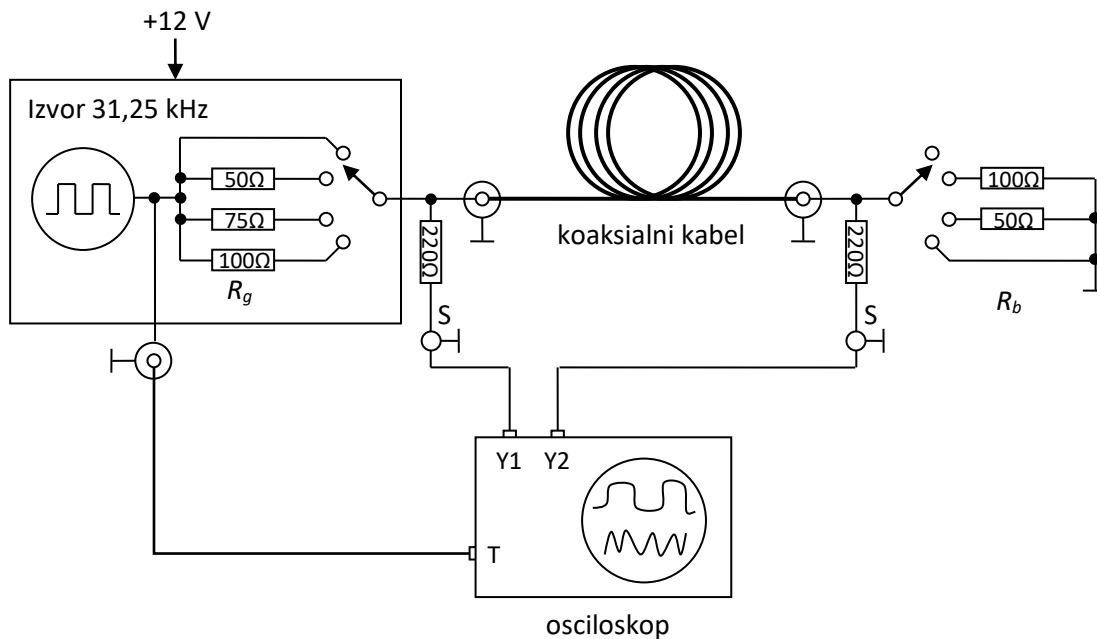 +12 V
Izvor 31,25 kHz
50Ω
75Ω
100Ω
Rg
koaksialni kabel
220Ω
S
220Ω
S
100Ω
50Ω
Rb
Y1 Y2
T
osciloskop